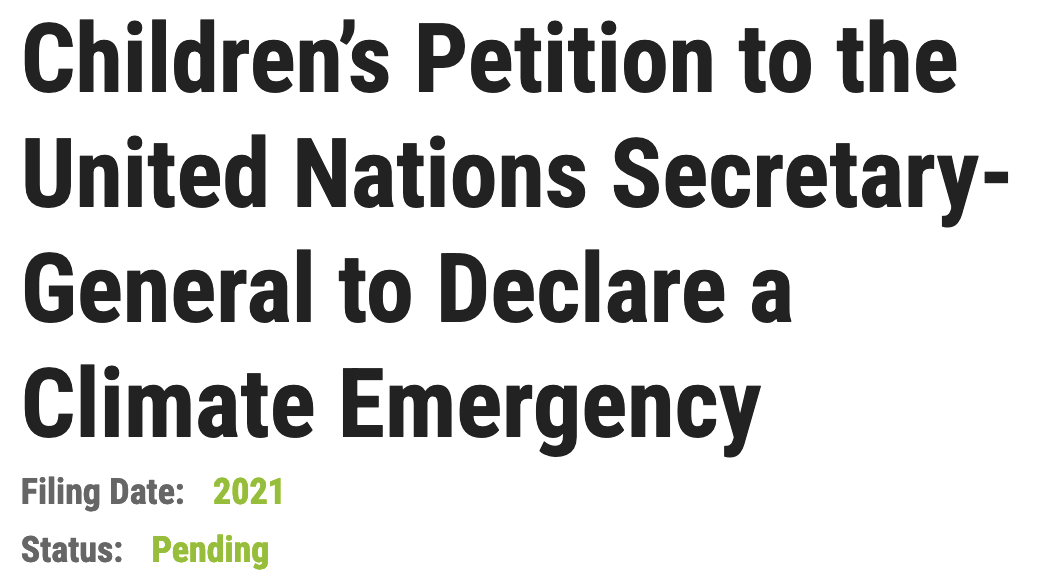 Children’s Petition to the
United Nations Secretary-
General to Declare a
Climate Emergency
Filing Date: 2021
Status: Pending